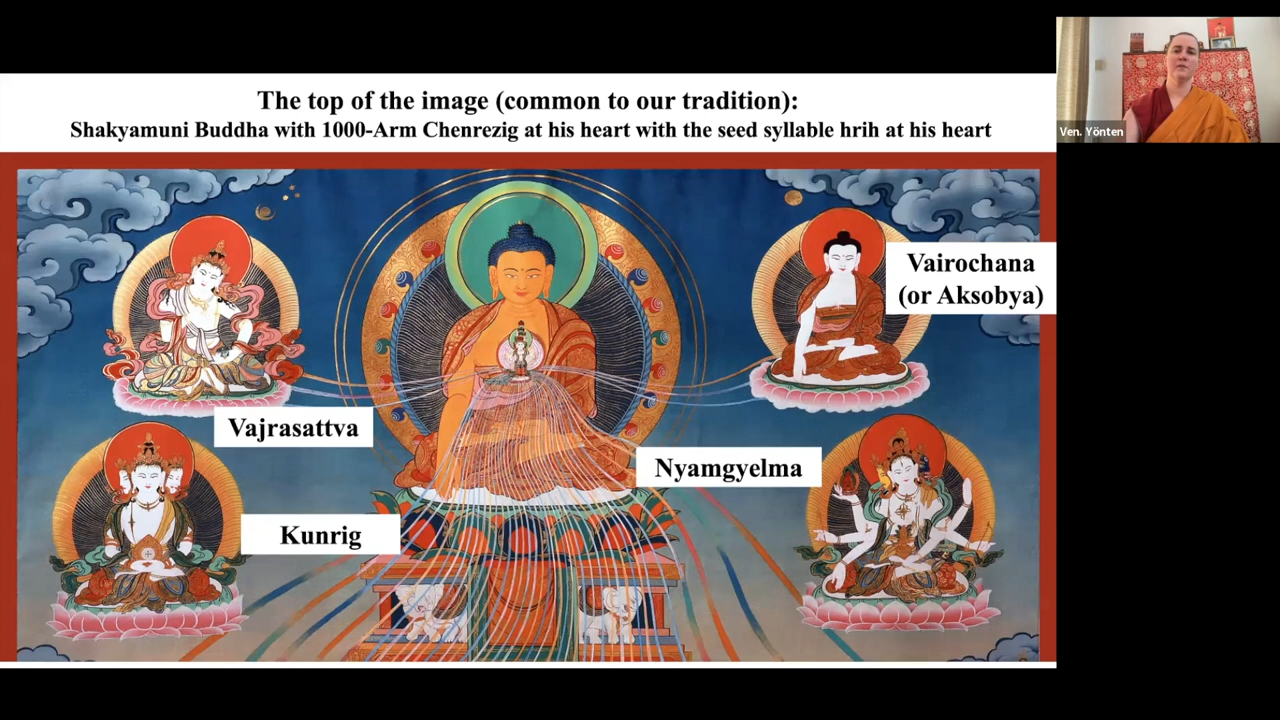 The top of the image (common to our tradition):
Shakyamuni Buddha with 1000-Arm Chenrezig at his heart with the seed syllable hrih at his heart
Ven. Yönten
Vairochana
(or Aksobya)
Vajrasattva
Nyamgyelma
Kunrig